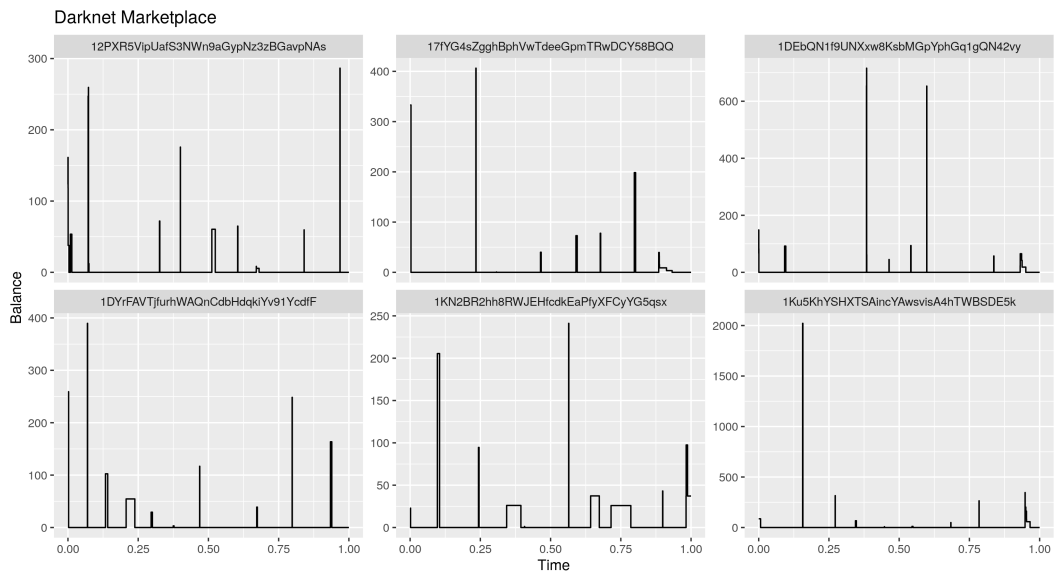 Darknet Marketplace
12PXR5VipUafS3NWn9aGypNz3zBGavpNAs
17fYG4sZgghBphVwTdeeGpmTRwDCY58BQQ
1DEbQN1f9UNXxw8KsbMGpYphGq1gQN42vy
300
200
100
0
400
300
200
100
0
600
400
200
0
Balance
1DYrFAVTjfurhWAQnCdbHdqkiYv91YcdfF
1KN2BR2hh8RWJEHfcdkEaPfyXFCyYG5qsx
1Ku5KhYSHXTSAincYAwsvisA4hTWBSDE5k
400
300
200
100
0
250
200
150
100
50
0
2000
1500
1000
500
0
0.00 0.25 0.50 0.75 1.00
0.00 0.25 0.50 0.75 1.00
0.00 0.25 0.50 0.75 1.00
Time